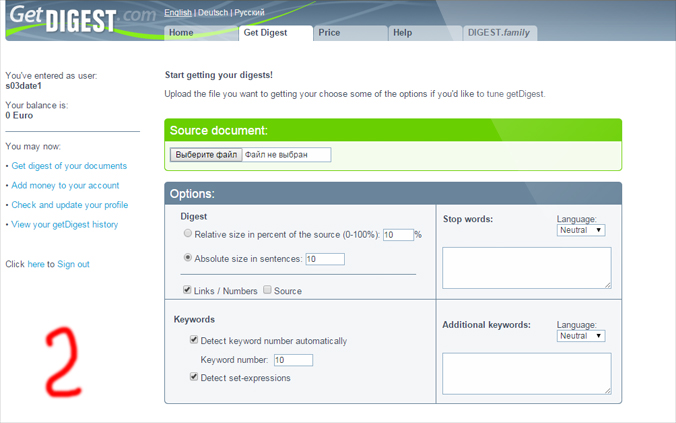 GetDIGEST.com
English | Deutsch | Русский
Home
Get Digest
Price
Help
DIGEST.family
You've entered as user:
s03date1
Your balance is:
0 Euro
You may now:
• Get digest of your documents
• Add money to your account
• Check and update your profile
• View your getDigest history
Click here to Sign out
2
Start getting your digests!
Upload the file you want to getting your choose some of the options if you'd like to tune getDigest.
Source document:
Выберите файл Файл не выбран
Options:
Digest
Relative size in percent of the source (0-100%): 10 %
Absolute size in sentences: 10
Links / Numbers Source
Stop words:
Language:
Neutral
Keywords
Detect keyword number automatically
Keyword number: 10
Detect set-expressions
Additional keywords:
Language:
Neutral